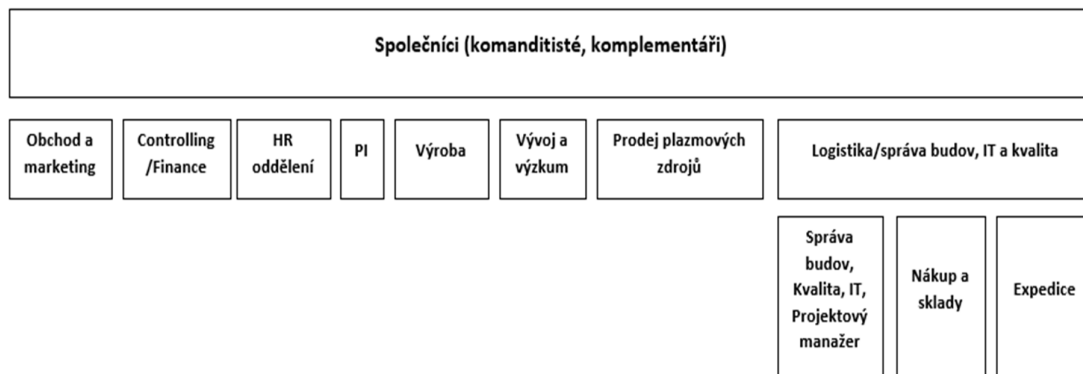 Společníci (komanditisté, komplementáři)
Obchod a
marketing
Controlling
/Finance
HR
oddělení
PI
Výroba
Vývoj a
výzkum
Prodej plazmových
zdrojů
Logistika/správa budov, IT a kvalita
Správa
budov,
Kvalita, IT,
Projektový
manažer
Nákup a
sklady
Expedice